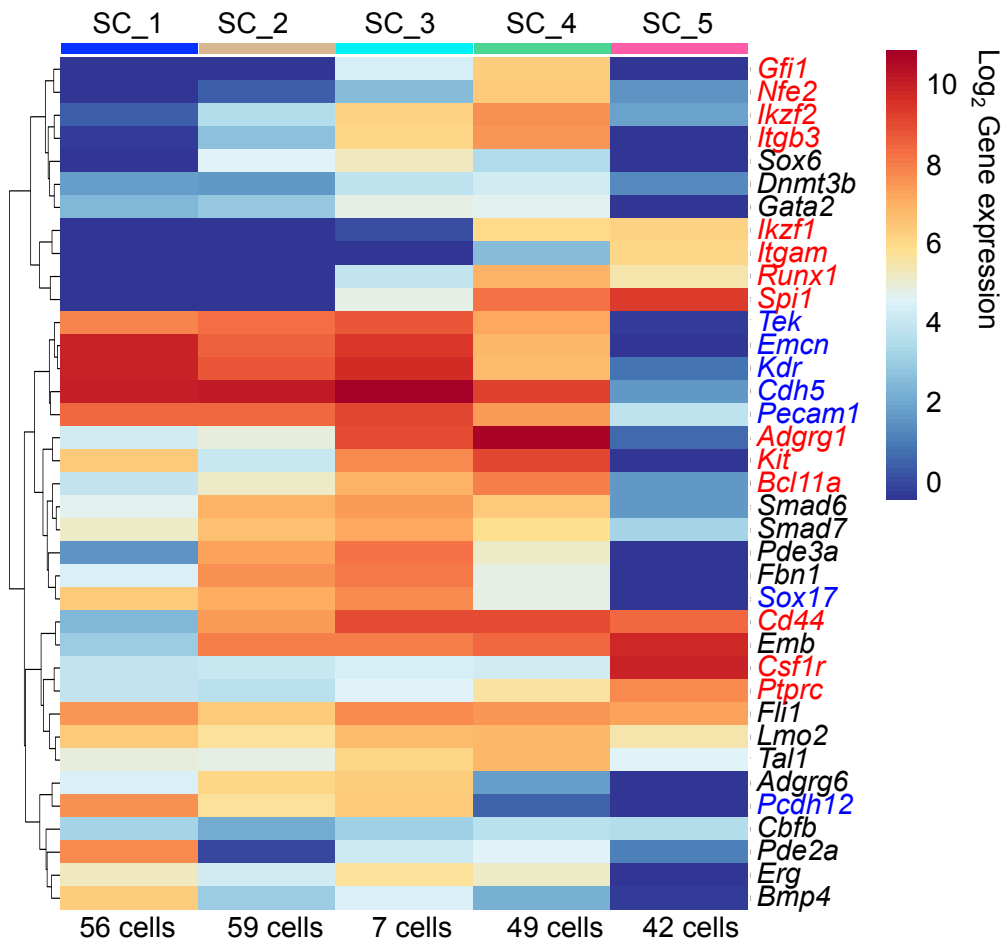 SC_1 SC_2 SC_3 SC_4 SC_5
Gfi1
Nfe2
Ikzf2
Itgb3
Sox6
Dnmt3b
Gata2
Ikzf1
Itgam
Runx1
Spi1
Tek
Emcn
Kdr
Cdh5
Pecam1
Adgrg1
Kit
Bcl11a
Smad6
Smad7
Pde3a
Fbn1
Sox17
Cd44
Emb
Csf1r
Ptprc
Fli1
Lmo2
Tal1
Adgrg6
Pcdh12
Cbfb
Pde2a
Erg
Bmp4
56 cells 59 cells 7 cells 49 cells 42 cells
10
8
6
4
2
0
Log₂ Gene expression